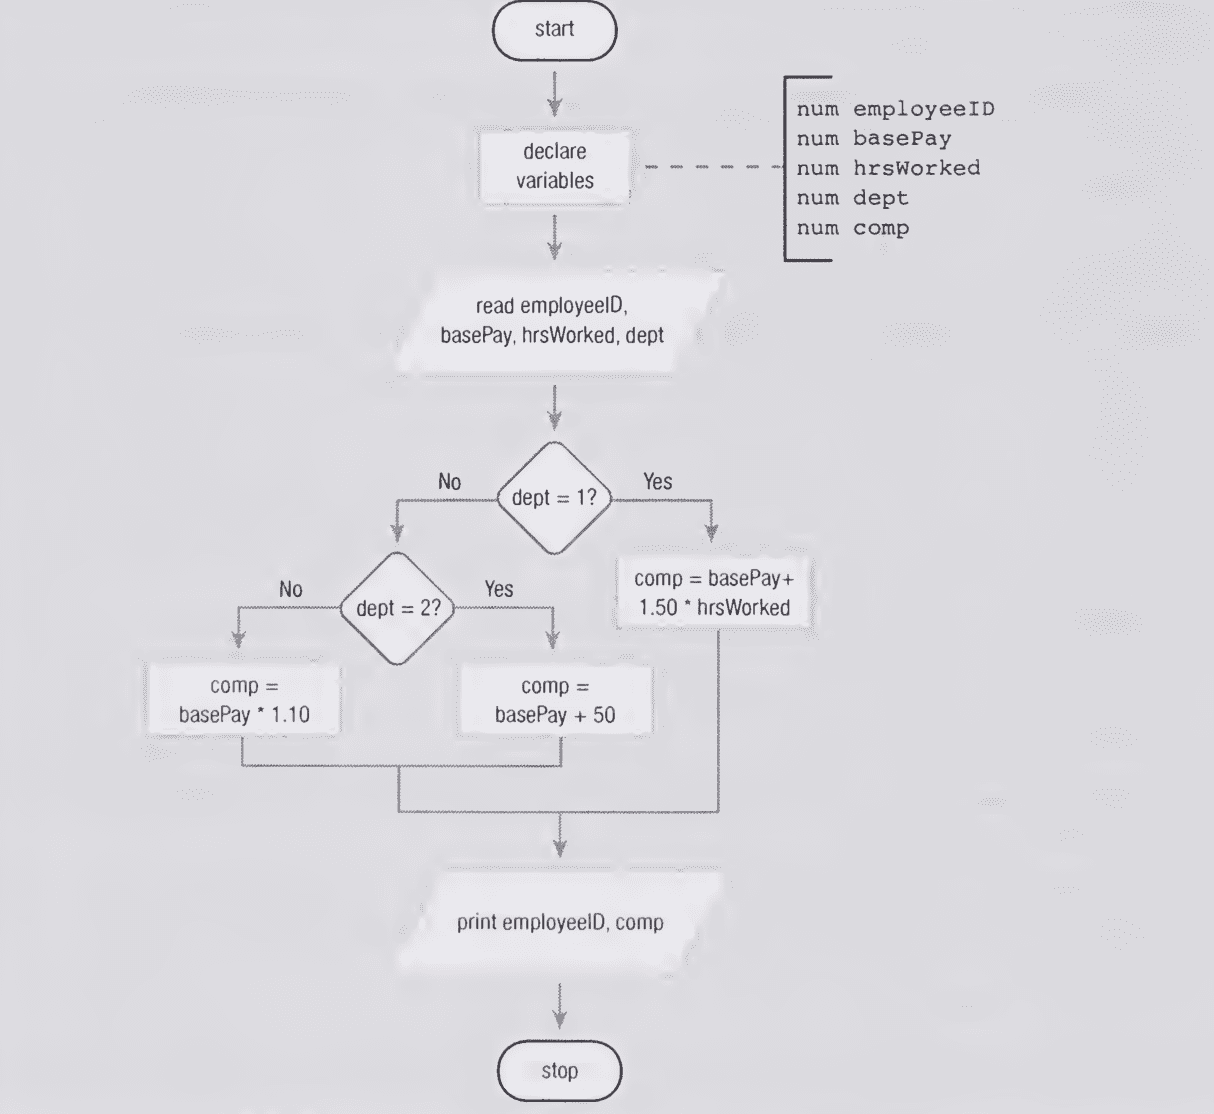 start
declare
variables
num employeeID
num basePay
num hrsWorked
num dept
num comp
read employeeID,
basePay, hrsWorked, dept
dept = 1?
No
Yes
dept = 2?
No
Yes
comp = basePay+
1.50 * hrsWorked
comp =
basePay * 1.10
comp =
basePay + 50
print employeeID, comp
stop